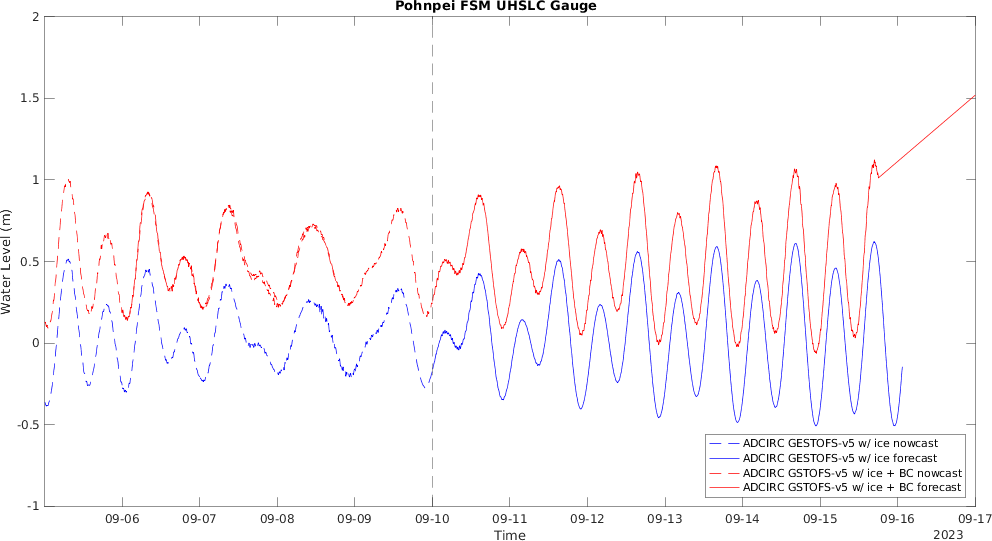 Pohnpei FSM UHSLC Gauge
2
1.5
1
0.5
0
-0.5
-1
Water Level (m)
09-06
09-07
09-08
09-09
09-10
09-11
09-12
09-13
09-14
09-15
09-16
09-17
Time
2023
ADCIRC GESTOFS-v5 w/ ice nowcast
ADCIRC GESTOFS-v5 w/ ice forecast
ADCIRC GSTOFS-v5 w/ ice + BC nowcast
ADCIRC GSTOFS-v5 w/ ice + BC forecast